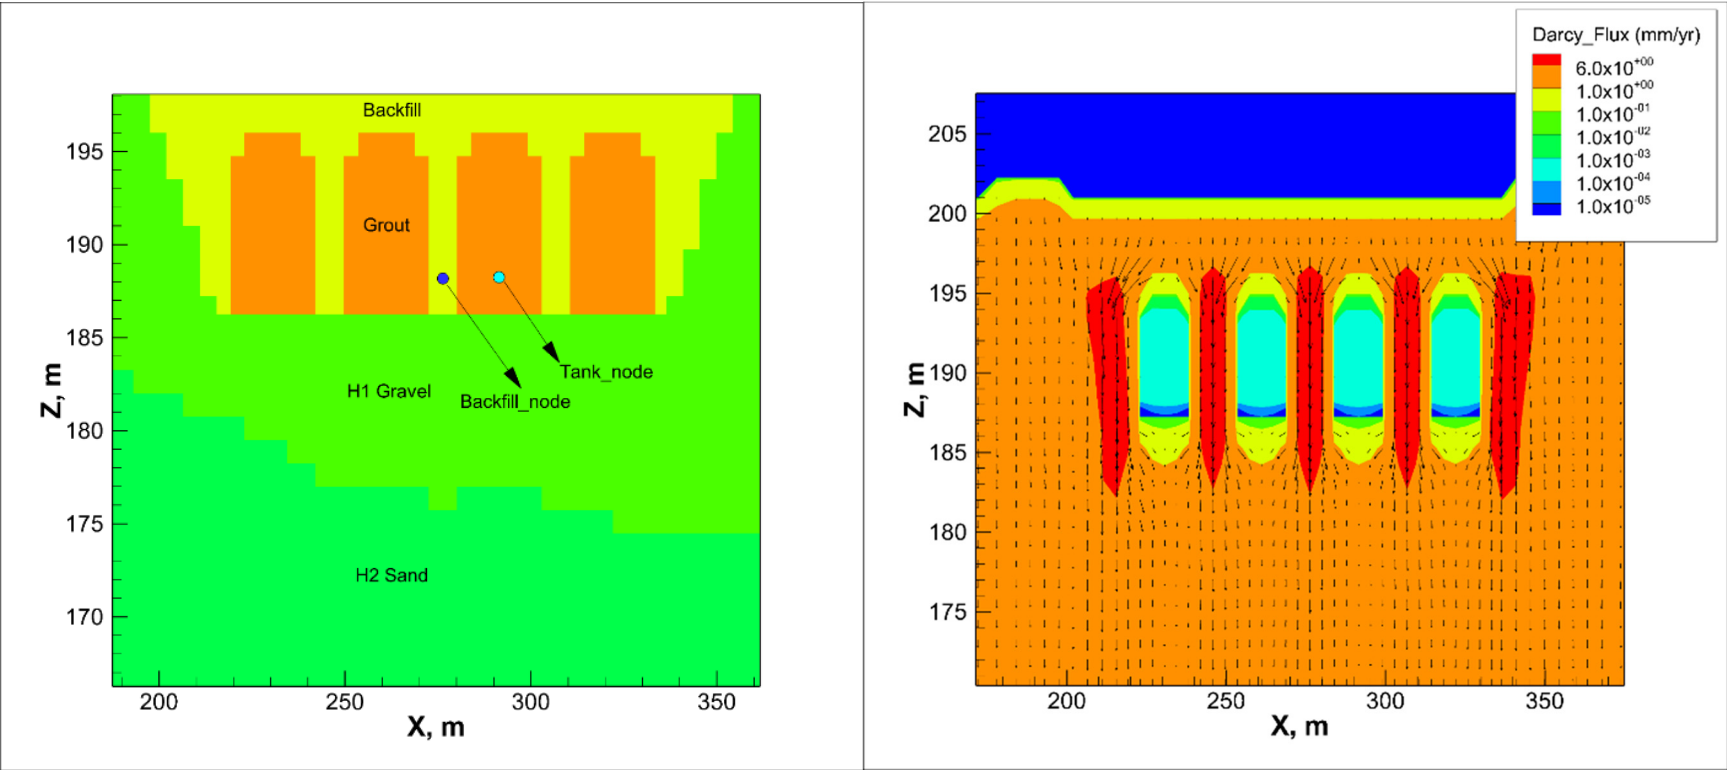 Backfill
Grout
Tank_node
H1 Gravel
Backfill_node
H2 Sand
195
190
185
180
175
170
Z, m
200
250
300
350
X, m
Darcy_Flux (mm/yr)
6.0x10+00
1.0x10+00
1.0x10-01
1.0x10-02
1.0x10-03
1.0x10-04
1.0x10-05
205
200
195
190
185
180
175
Z, m
200
250
300
350
X, m